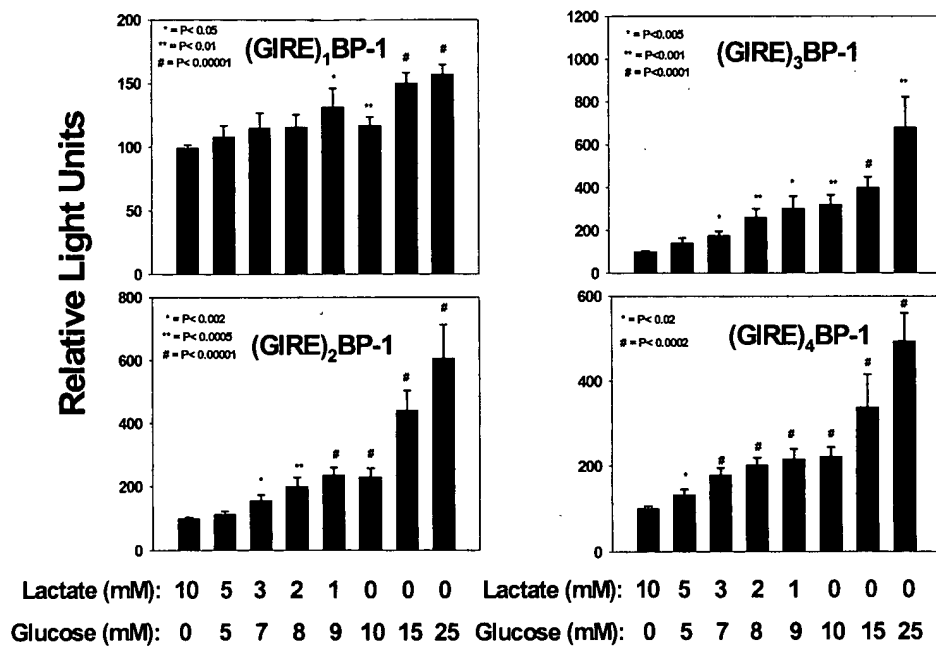 Relative Light Units
* = P< 0.05
** = P< 0.01
# = P< 0.00001
(GIRE)₁BP-1
200
150
100
50
0
* ** # #
* = P<0.005
** = P<0.001
# = P<0.0001
(GIRE)₃BP-1
1200
1000
800
600
400
200
0
* ** * ** # **
* = P< 0.002
** = P< 0.0005
# = P< 0.00001
(GIRE)₂BP-1
800
600
400
200
0
* ** # # # #
* = P< 0.02
# = P< 0.0002
(GIRE)₄BP-1
600
400
200
0
* # # # # # #
Lactate (mM): 10 5 3 2 1 0 0 0 Lactate (mM): 10 5 3 2 1 0 0 0
Glucose (mM): 0 5 7 8 9 10 15 25 Glucose (mM): 0 5 7 8 9 10 15 25